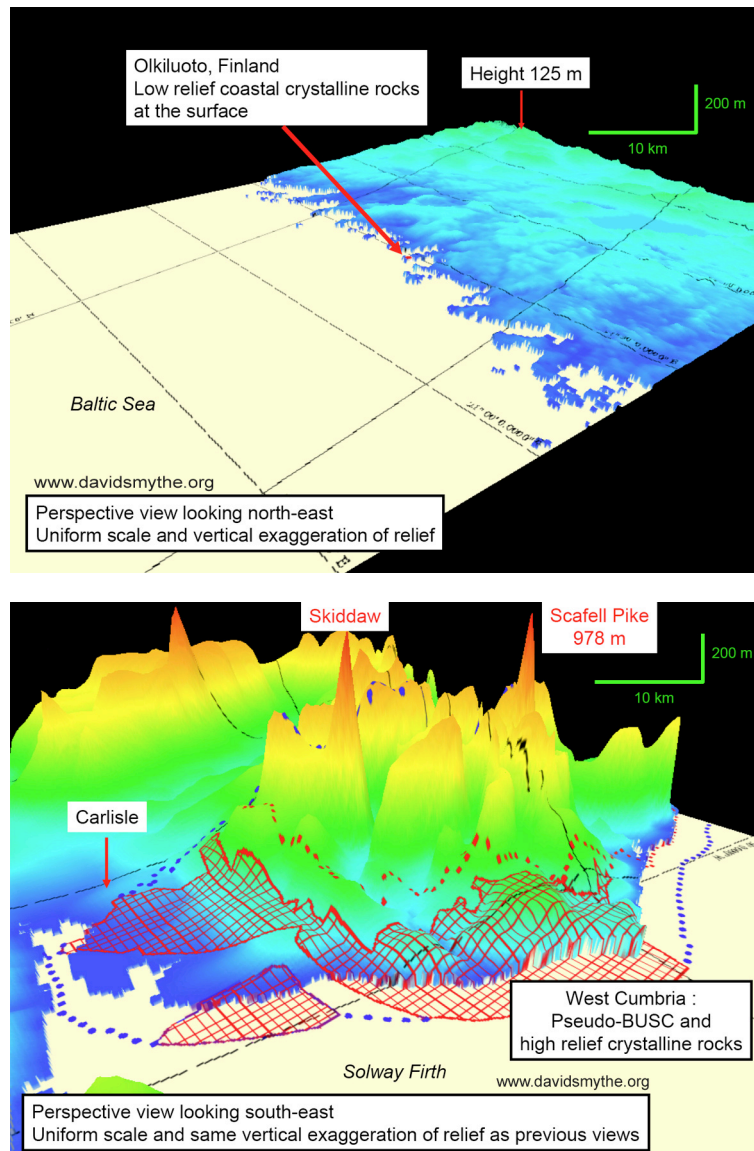 Olkiluoto, Finland
Low relief coastal crystalline rocks
at the surface
Height 125 m
200 m
10 km
Baltic Sea
www.davidsmythe.org
Perspective view looking north-east
Uniform scale and vertical exaggeration of relief
Skiddaw
Scafell Pike
978 m
200 m
10 km
Carlisle
West Cumbria :
Pseudo-BUSC and
high relief crystalline rocks
Solway Firth
www.davidsmythe.org
Perspective view looking south-east
Uniform scale and same vertical exaggeration of relief as previous views